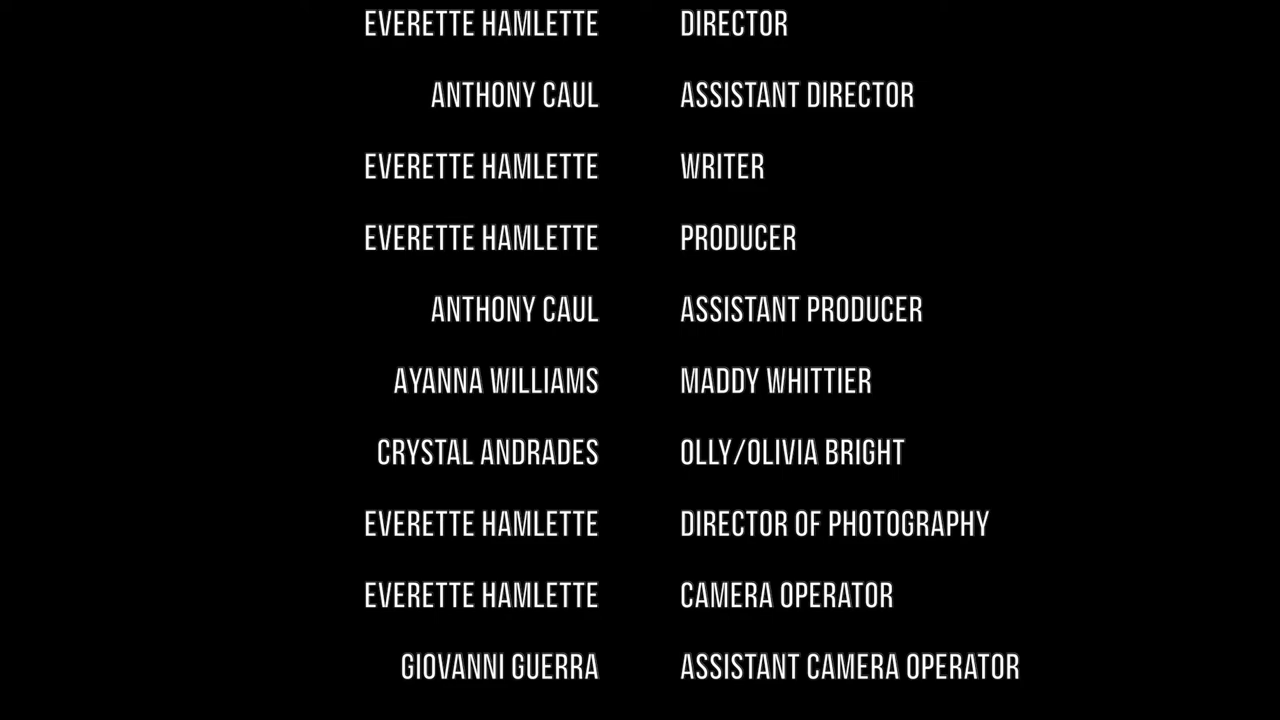 EVERETTE HAMLETTE DIRECTOR
ANTHONY CAUL ASSISTANT DIRECTOR
EVERETTE HAMLETTE WRITER
EVERETTE HAMLETTE PRODUCER
ANTHONY CAUL ASSISTANT PRODUCER
AYANNA WILLIAMS MADDY WHITTIER
CRYSTAL ANDRADES OLLY/OLIVIA BRIGHT
EVERETTE HAMLETTE DIRECTOR OF PHOTOGRAPHY
EVERETTE HAMLETTE CAMERA OPERATOR
GIOVANNI GUERRA ASSISTANT CAMERA OPERATOR